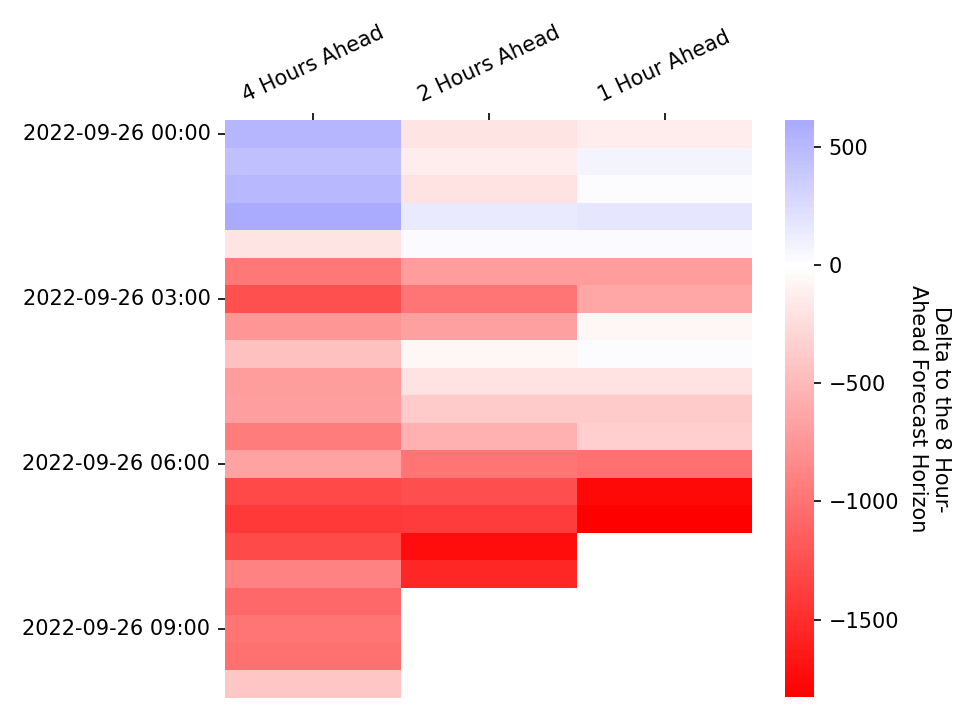 4 Hours Ahead
2 Hours Ahead
1 Hour Ahead
2022-09-26 00:00
2022-09-26 03:00
2022-09-26 06:00
2022-09-26 09:00
500
0
−500
−1000
−1500
Delta to the 8 Hour-
Ahead Forecast Horizon